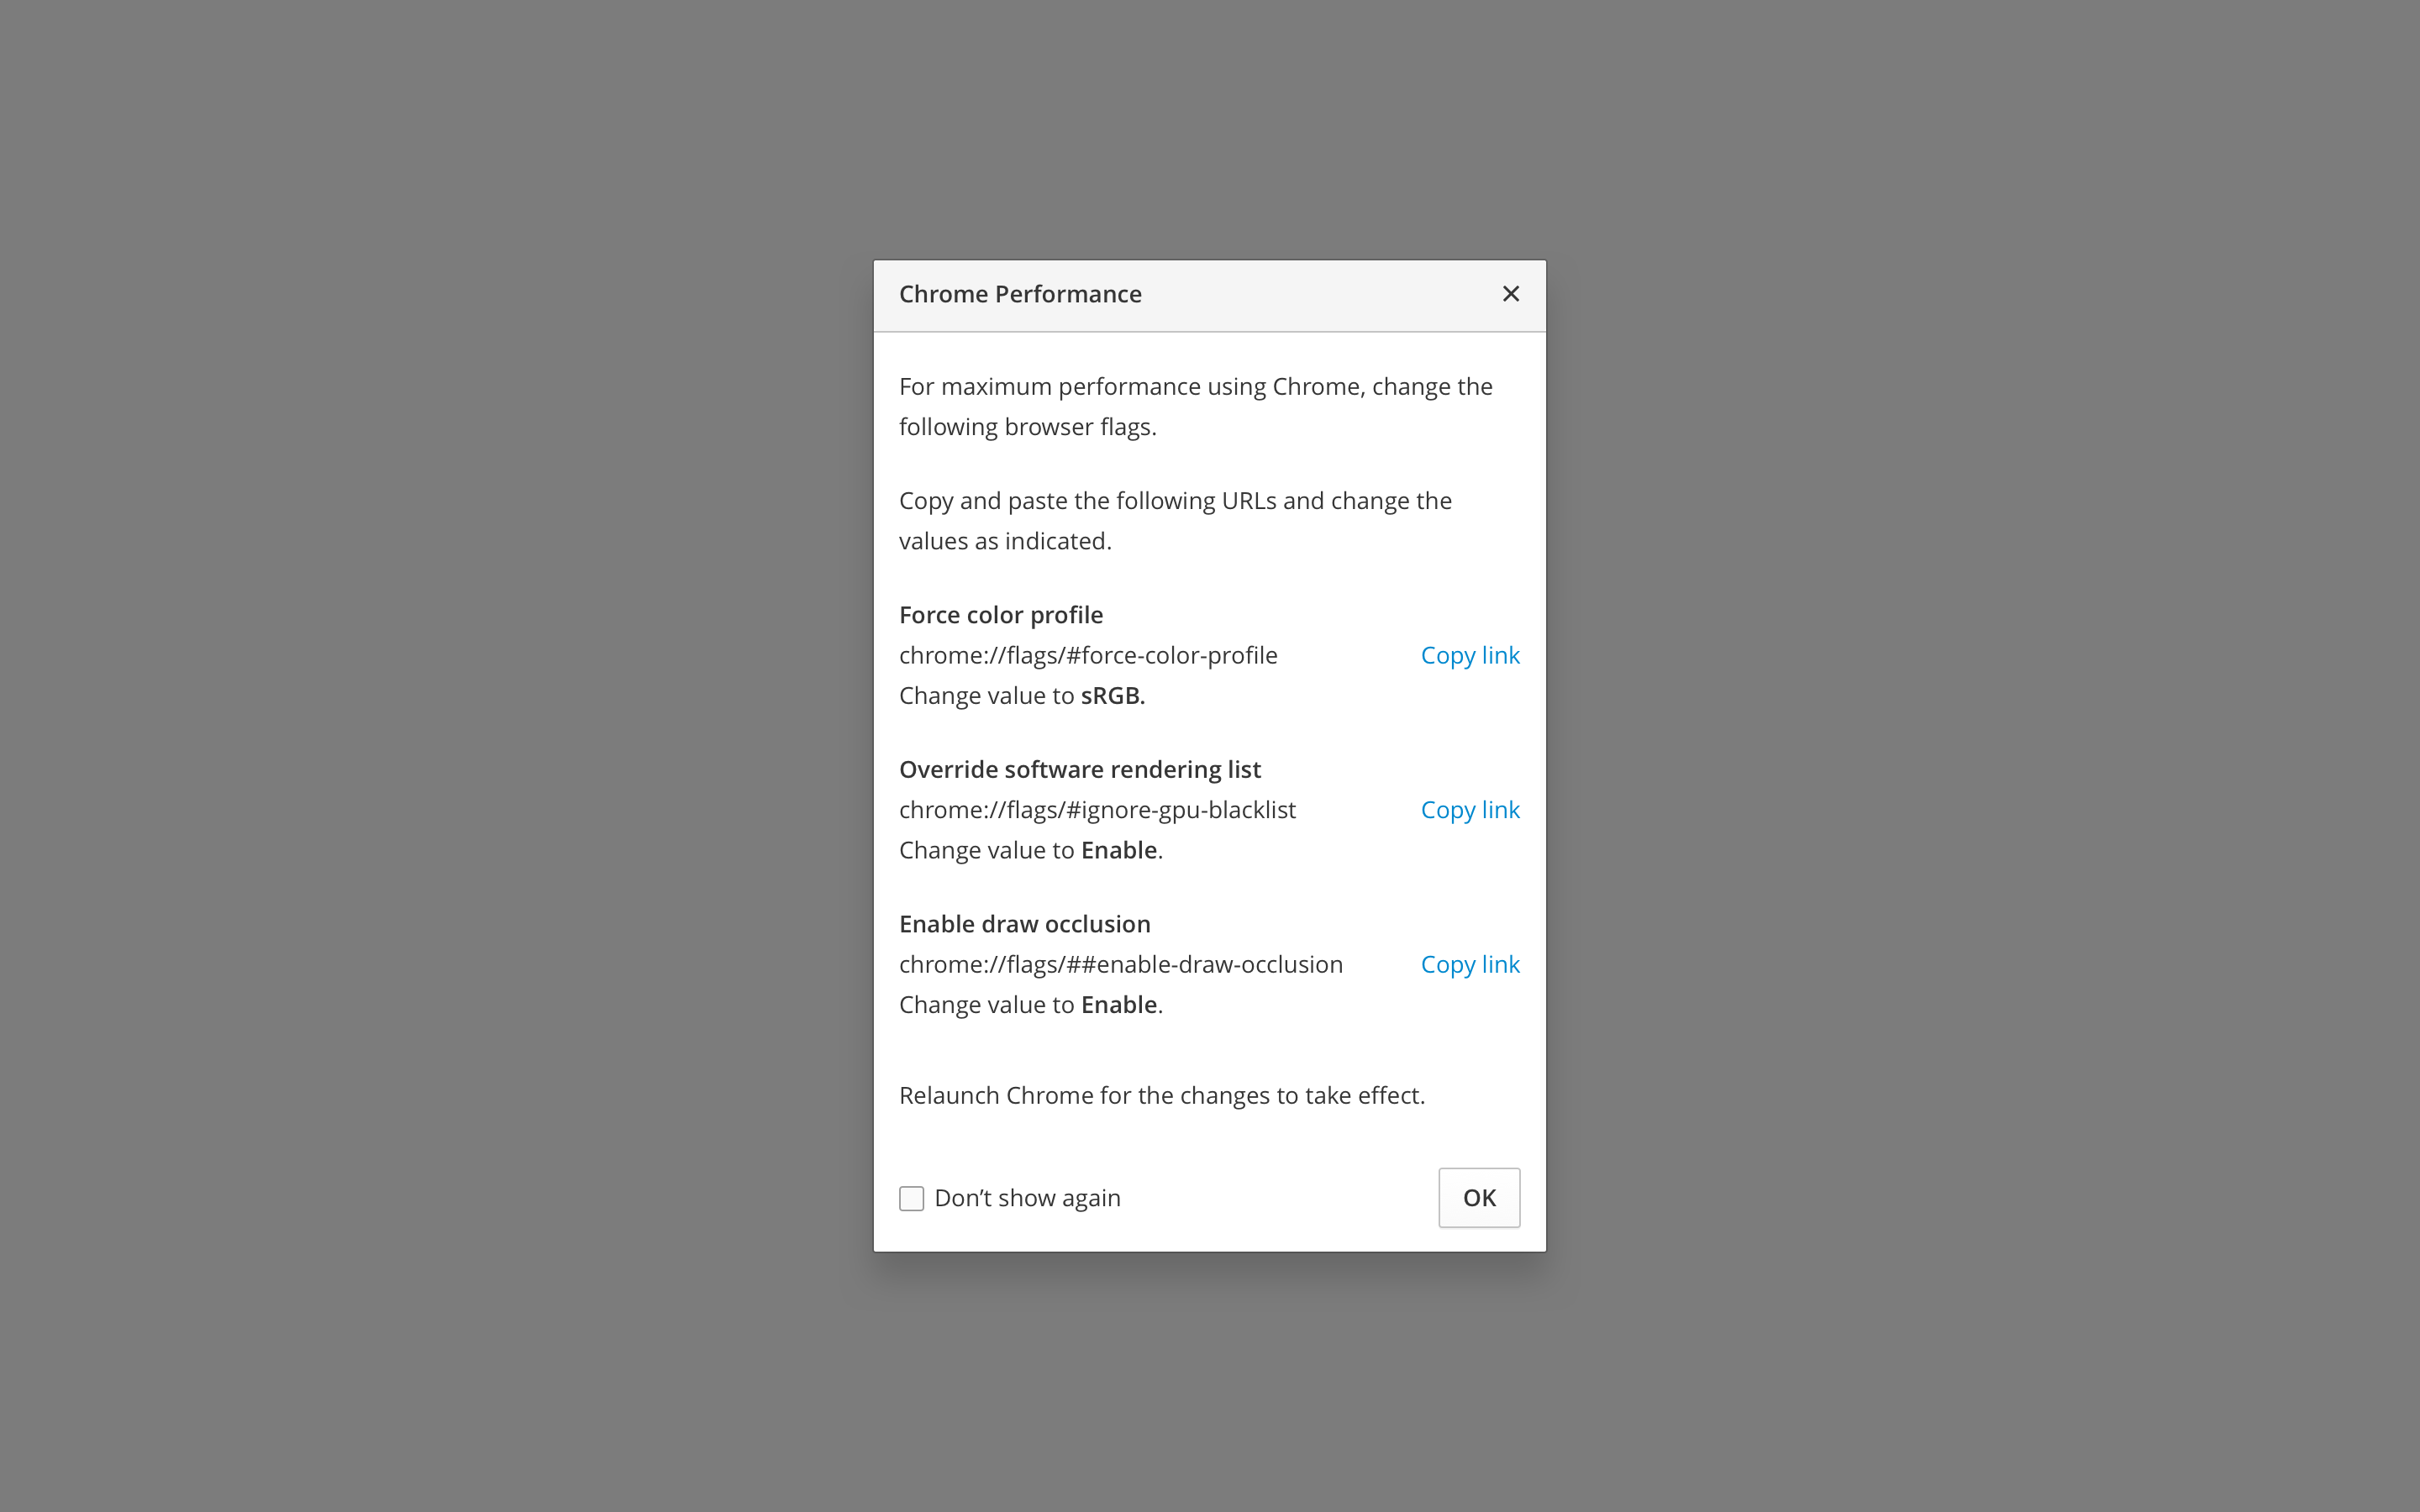 Chrome Performance
For maximum performance using Chrome, change the
following browser flags.
Copy and paste the following URLs and change the
values as indicated.
Force color profile
chrome://flags/#force-color-profile Copy link
Change value to sRGB.
Override software rendering list
chrome://flags/#ignore-gpu-blacklist Copy link
Change value to Enable.
Enable draw occlusion
chrome://flags/##enable-draw-occlusion Copy link
Change value to Enable.
Relaunch Chrome for the changes to take effect.
Don’t show again OK